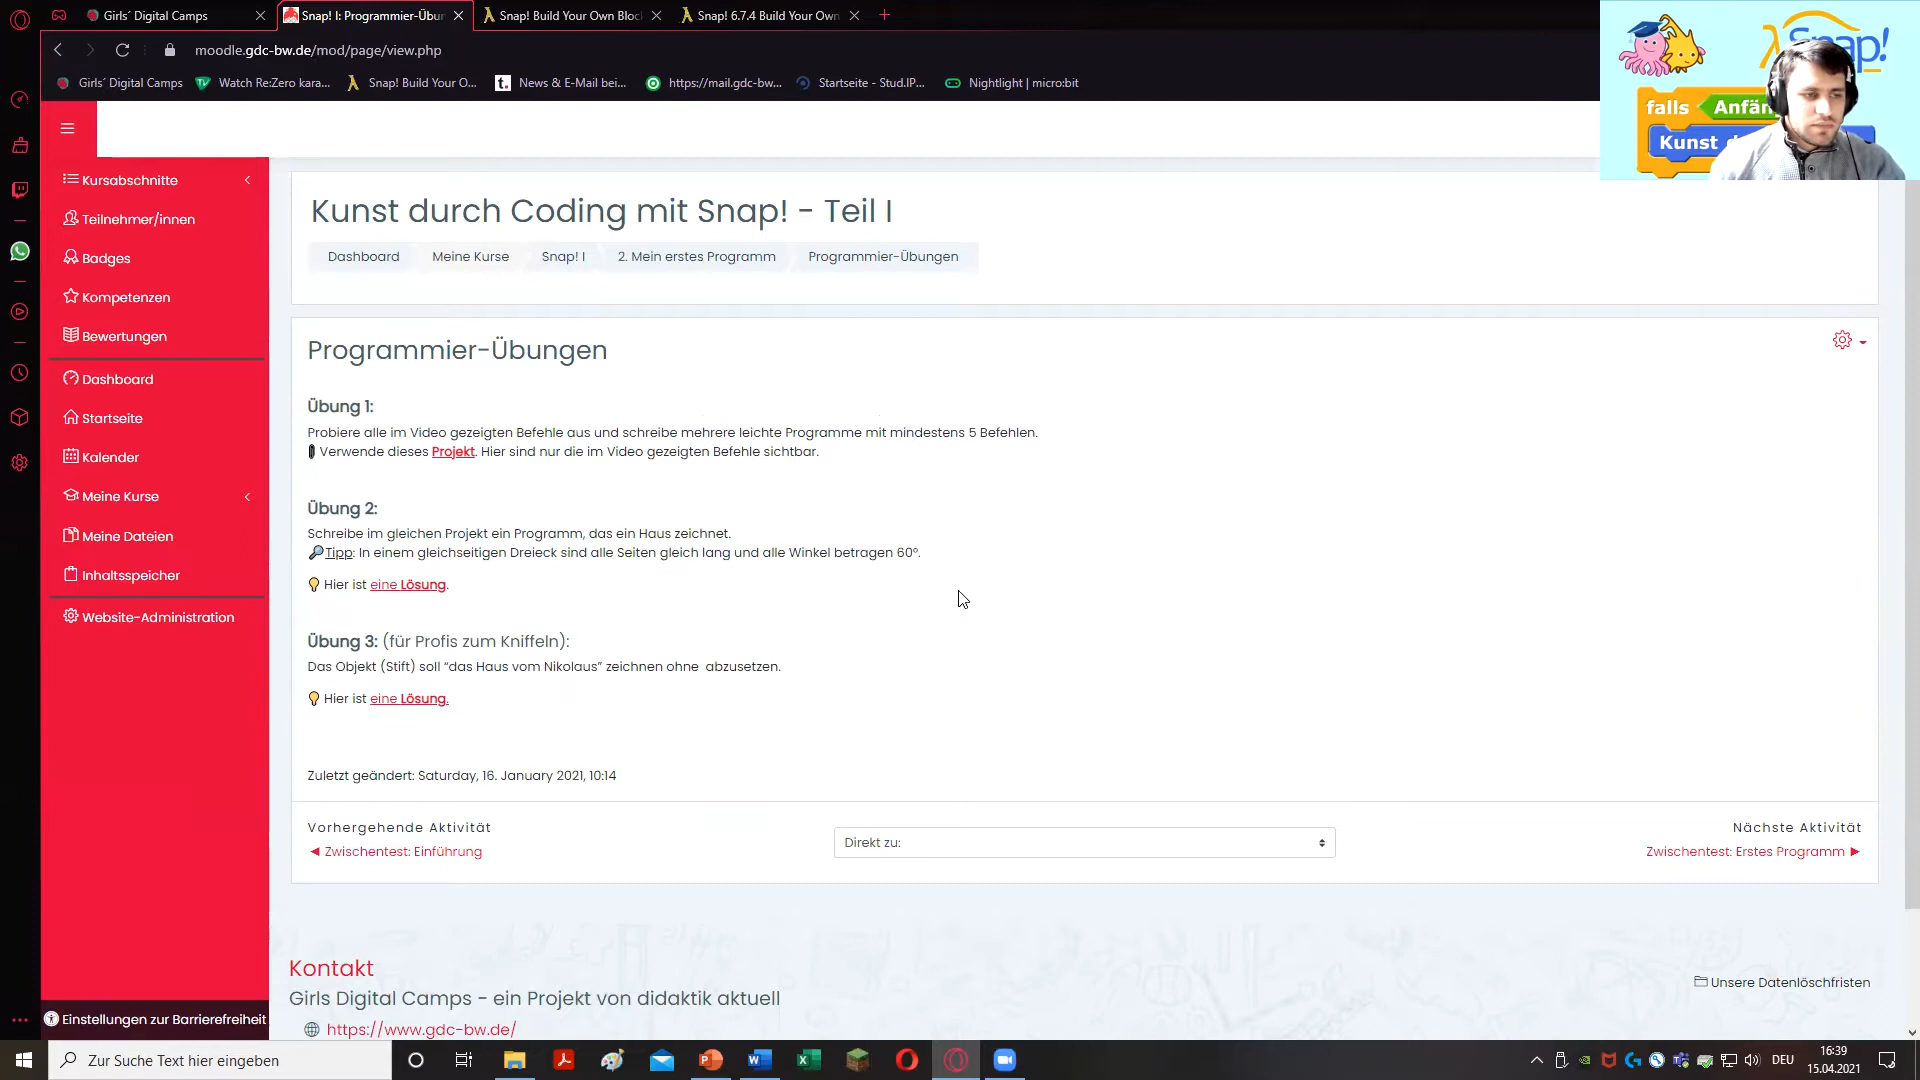 Girls´ Digital Camps
Snap! I: Programmier-Übun
Snap! Build Your Own Bloc
Snap! 6.7.4 Build Your Own
moodle.gdc-bw.de/mod/page/view.php
Girls´ Digital Camps
Watch Re:Zero kara...
Snap! Build Your O...
News & E-Mail bei...
https://mail.gdc-bw...
Startseite - Stud.IP...
Nightlight | micro:bit
Snap!
falls
Kunst
Kursabschnitte
Teilnehmer/innen
Badges
Kompetenzen
Bewertungen
Dashboard
Startseite
Kalender
Meine Kurse
Meine Dateien
Inhaltsspeicher
Website-Administration
Einstellungen zur Barrierefreiheit
Kunst durch Coding mit Snap! - Teil I
Dashboard
Meine Kurse
Snap! I
2. Mein erstes Programm
Programmier-Übungen
Programmier-Übungen
Übung 1:
Probiere alle im Video gezeigten Befehle aus und schreibe mehrere leichte Programme mit mindestens 5 Befehlen.
Verwende dieses Projekt. Hier sind nur die im Video gezeigten Befehle sichtbar.
Übung 2:
Schreibe im gleichen Projekt ein Programm, das ein Haus zeichnet.
Tipp: In einem gleichseitigen Dreieck sind alle Seiten gleich lang und alle Winkel betragen 60°.
Hier ist eine Lösung.
Übung 3: (für Profis zum Kniffeln):
Das Objekt (Stift) soll “das Haus vom Nikolaus” zeichnen ohne  abzusetzen.
Hier ist eine Lösung.
Zuletzt geändert: Saturday, 16. January 2021, 10:14
Vorhergehende Aktivität
◄ Zwischentest: Einführung
Direkt zu:
Nächste Aktivität
Zwischentest: Erstes Programm ►
Kontakt
Girls Digital Camps - ein Projekt von didaktik aktuell
https://www.gdc-bw.de/
Unsere Datenlöschfristen
Zur Suche Text hier eingeben
DEU
16:39
15.04.2021